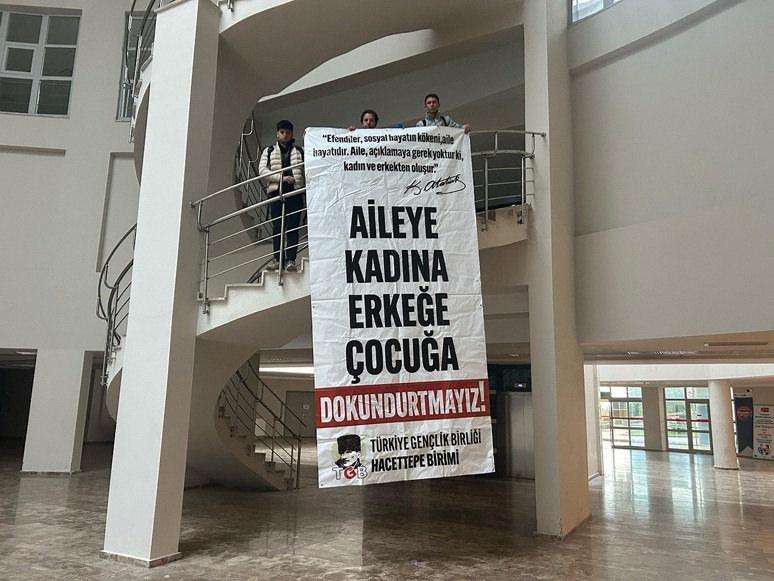 "Efendiler, sosyal hayatın kökeni,aile
hayatıdır. Aile, açıklamaya gerek yoktur ki,
kadın ve erkekten oluşur."
K. Atatürk
AİLEYE
KADINA
ERKEĞE
ÇOCUĞA
DOKUNDURTMAYIZ!
TGB
TÜRKİYE GENÇLİK BİRLİĞİ
HACETTEPE BİRİMİ